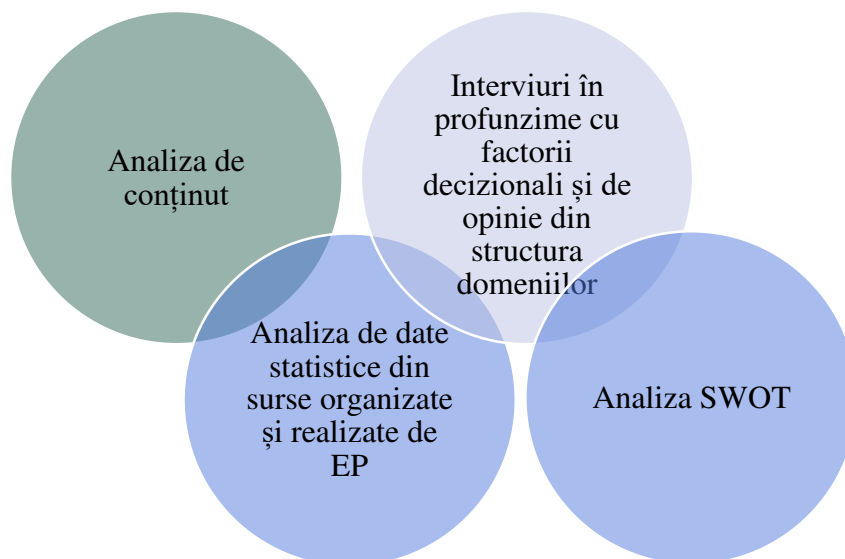 Analiza de
conținut
Interviuri în
profunzime cu
factorii
decizionali și de
opinie din
structura
domeniilor
Analiza de date
statistice din
surse organizate
și realizate de
EP
Analiza SWOT